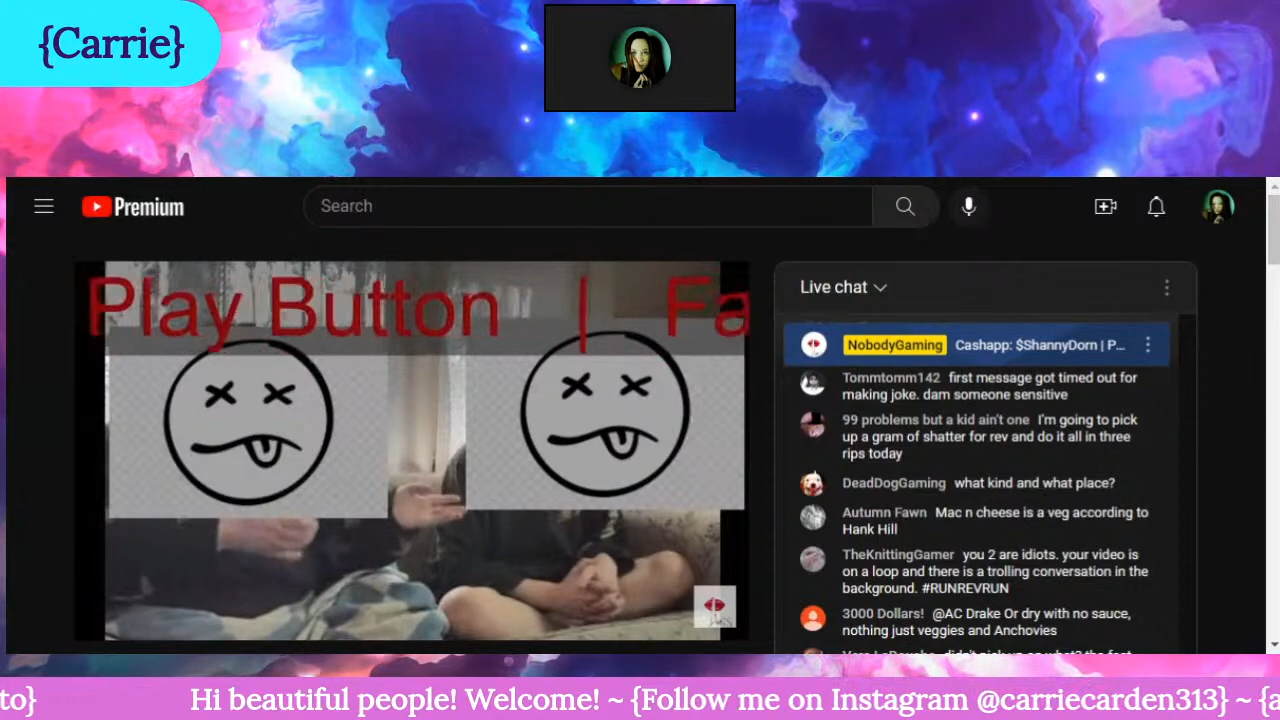 {Carrie}
Premium
Search
Play Button | Fa
Live chat
NobodyGaming Cashapp: $ShannyDorn | P...
Tommtomm142 first message got timed out for
making joke. dam someone sensitive
99 problems but a kid ain't one I'm going to pick
up a gram of shatter for rev and do it all in three
rips today
DeadDogGaming what kind and what place?
Autumn Fawn Mac n cheese is a veg according to
Hank Hill
TheKnittingGamer you 2 are idiots. your video is
on a loop and there is a trolling conversation in the
background. #RUNREVRUN
3000 Dollars! @AC Drake Or dry with no sauce,
nothing just veggies and Anchovies
to} Hi beautiful people! Welcome! ~ {Follow me on Instagram @carriecarden313} ~ {a